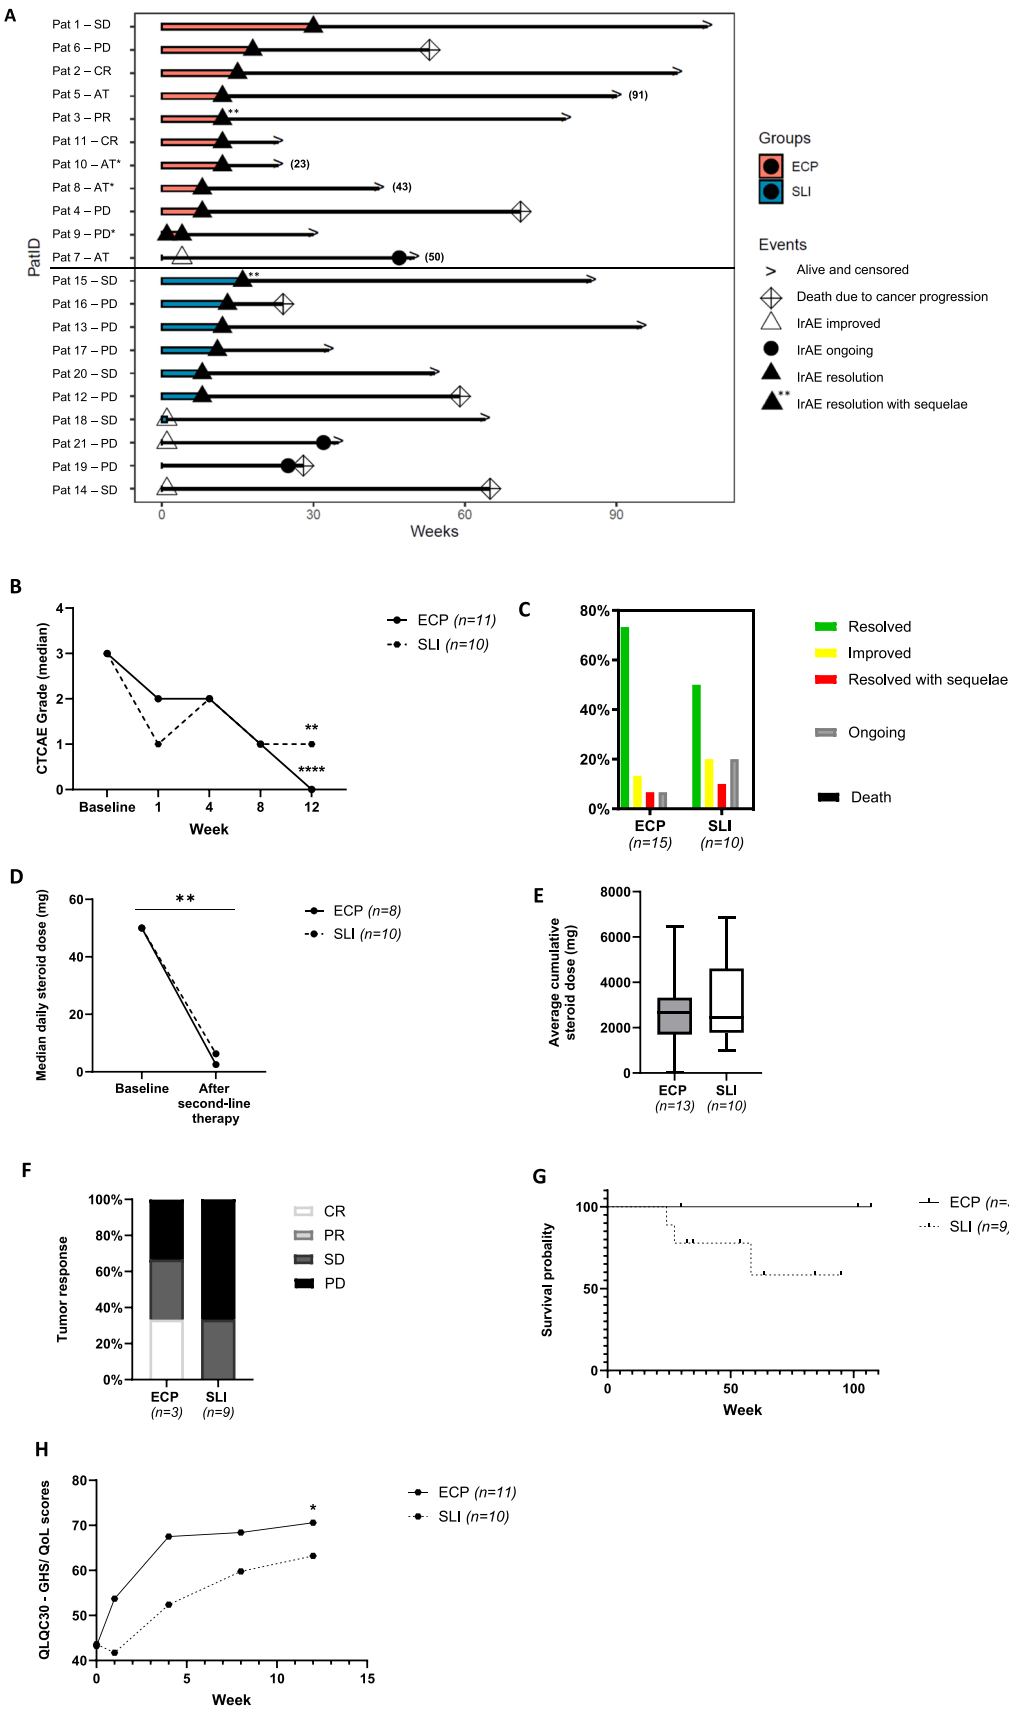 A
Pat 1 – SD
Pat 6 – PD
Pat 2 – CR
Pat 5 – AT
(91)
Pat 3 – PR
**
Pat 11 – CR
Pat 10 – AT*
(23)
Pat 8 – AT*
(43)
Pat 4 – PD
Pat 9 – PD*
Pat 7 – AT
(50)
Pat 15 – SD
**
Pat 16 – PD
Pat 13 – PD
Pat 17 – PD
Pat 20 – SD
Pat 12 – PD
Pat 18 – SD
Pat 21 – PD
Pat 19 – PD
Pat 14 – SD
PatID
0 30 60 90
Weeks
Groups
ECP
SLI
Events
> Alive and censored
Death due to cancer progression
IrAE improved
IrAE ongoing
IrAE resolution
** IrAE resolution with sequelae
B
CTCAE Grade (median)
4
3
2
1
0
**
****
Baseline 1 4 8 12
Week
ECP (n=11)
SLI (n=10)
C
80%
60%
40%
20%
0%
ECP SLI
(n=15) (n=10)
Resolved
Improved
Resolved with sequelae
Ongoing
Death
D
Median daily steroid dose (mg)
60
40
20
0
**
Baseline After
second-line
therapy
ECP (n=8)
SLI (n=10)
E
Average cumulative
steroid dose (mg)
8000
6000
4000
2000
0
ECP SLI
(n=13) (n=10)
F
Tumor response
100%
80%
60%
40%
20%
0%
ECP SLI
(n=3) (n=9)
CR
PR
SD
PD
G
Survival probality
100
50
0
0 50 100
Week
ECP (n=
SLI (n=9)
H
QLQC30 - GHS/ QoL scores
80
70
60
50
40
*
0 5 10 15
Week
ECP (n=11)
SLI (n=10)